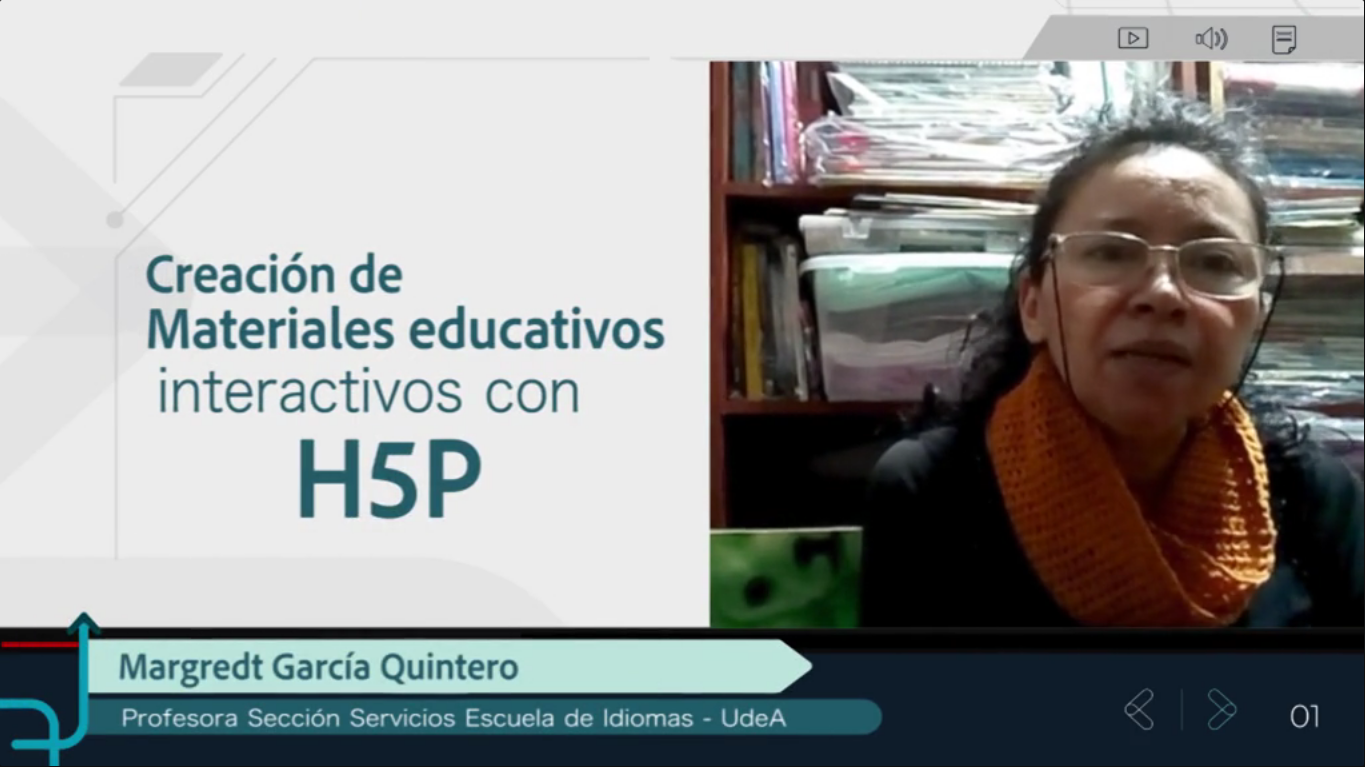 Creación de
Materiales educativos
interactivos con
H5P
Margredt García Quintero
Profesora Sección Servicios Escuela de Idiomas - UdeA
01